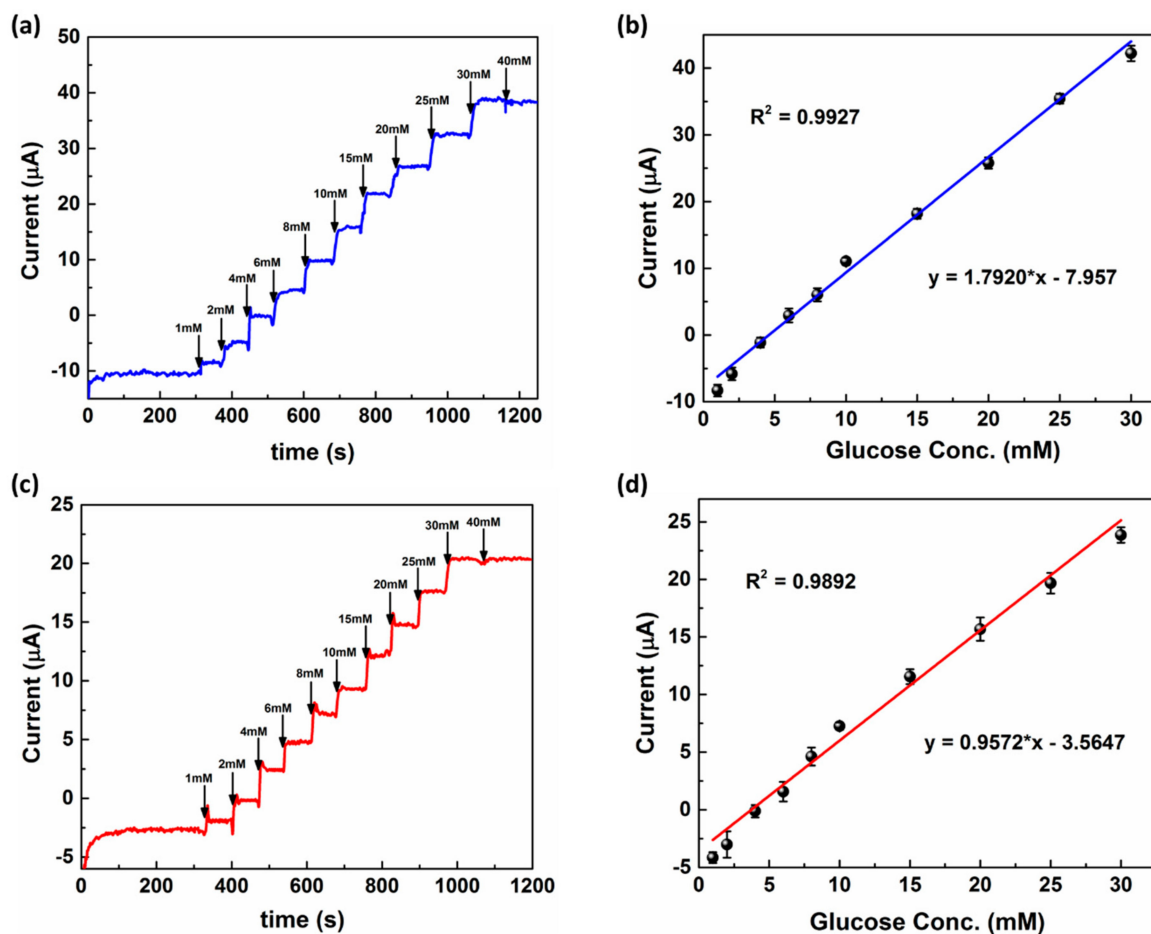 (a)
50
40
30
20
10
0
-10
Current (μA)
1mM
2mM
4mM
6mM
8mM
10mM
15mM
20mM
25mM
30mM
40mM
0 200 400 600 800 1000 1200
time (s)
(b)
40
30
20
10
0
-10
Current (μA)
R² = 0.9927
y = 1.7920*x - 7.957
0 5 10 15 20 25 30
Glucose Conc. (mM)
(c)
25
20
15
10
5
0
-5
Current (μA)
1mM
2mM
4mM
6mM
8mM
10mM
15mM
20mM
25mM
30mM
40mM
0 200 400 600 800 1000 1200
time (s)
(d)
25
20
15
10
5
0
-5
Current (μA)
R² = 0.9892
y = 0.9572*x - 3.5647
0 5 10 15 20 25 30
Glucose Conc. (mM)